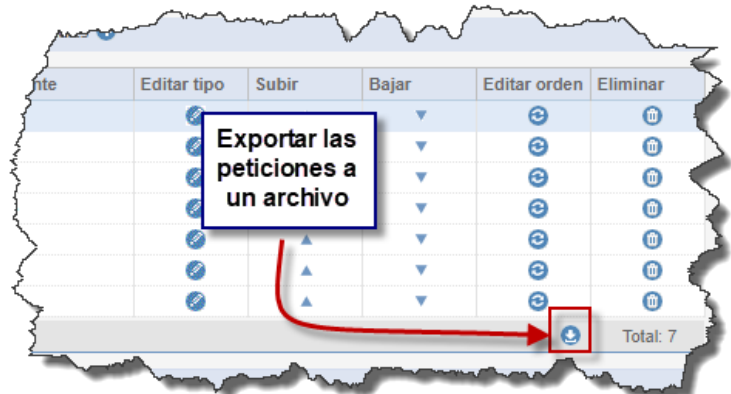 nte Editar tipo Subir Bajar Editar orden Eliminar
Exportar las
peticiones a
un archivo
Total: 7